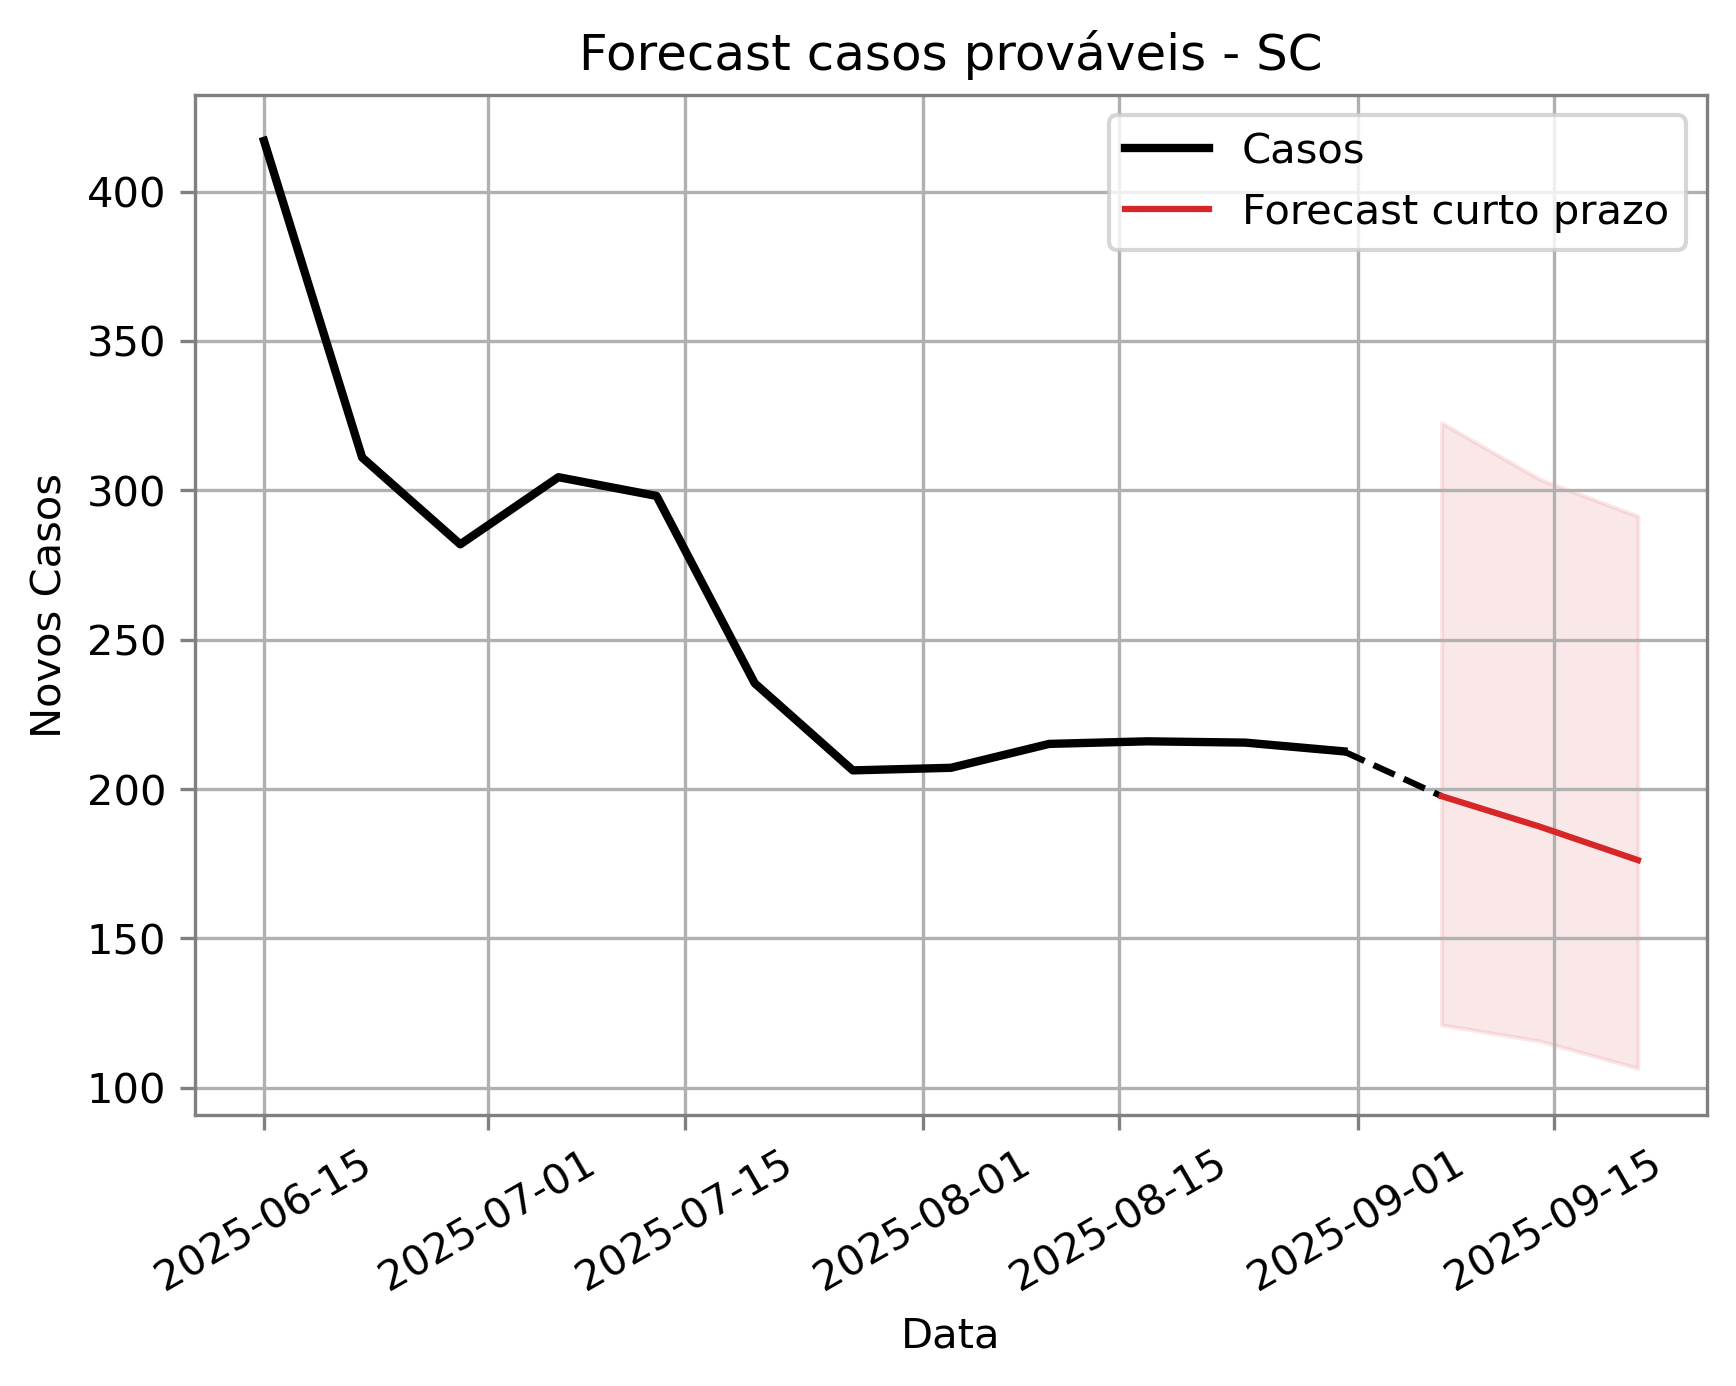 Forecast casos prováveis - SC
Casos
Forecast curto prazo
Novos Casos
400
350
300
250
200
150
100
2025-06-15
2025-07-01
2025-07-15
2025-08-01
2025-08-15
2025-09-01
2025-09-15
Data